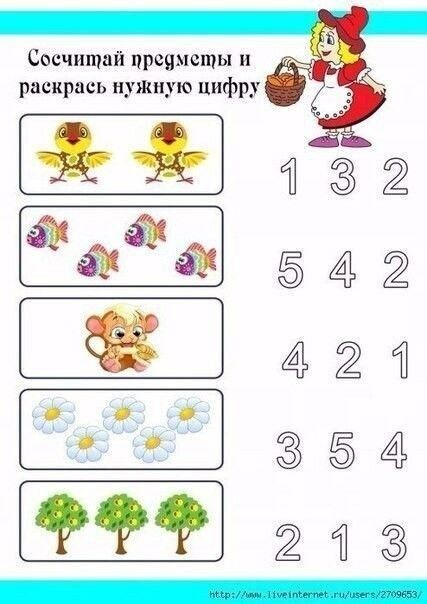 Сосчитай предметы и
раскрась нужную цифру
1 3 2
5 4 2
4 2 1
3 5 4
2 1 3
http://www.liveinternet.ru/users/2709653/